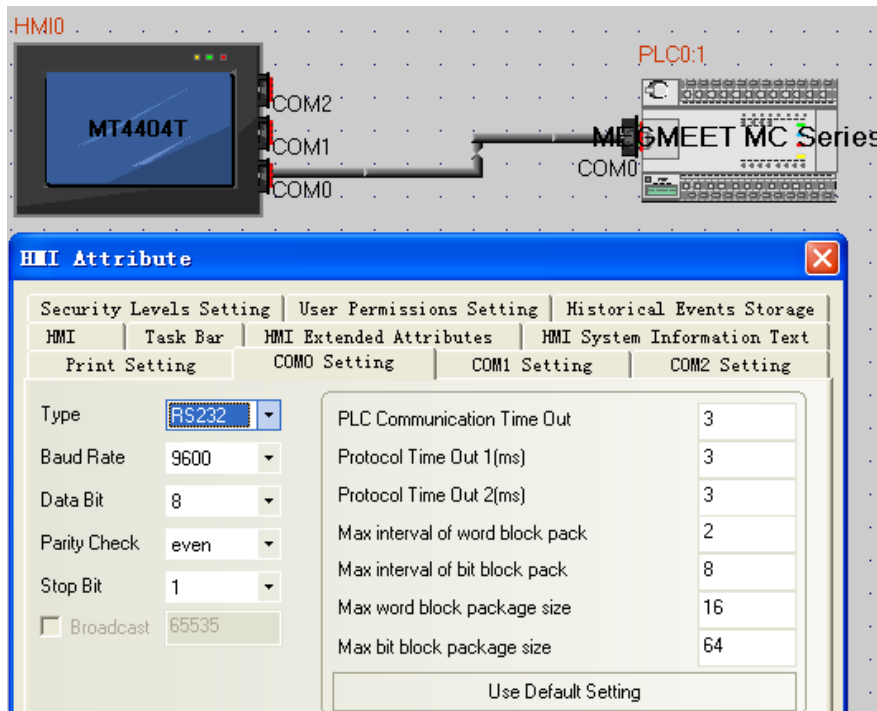 HMI0
PLC0:1
COM2
MT4404T
MEGMEET MC Series
COM1
COM0
COM0
HMI Attribute
Security Levels Setting User Permissions Setting Historical Events Storage
HMI Task Bar HMI Extended Attributes HMI System Information Text
Print Setting COM0 Setting COM1 Setting COM2 Setting
Type RS232 PLC Communication Time Out 3
Baud Rate 9600 Protocol Time Out 1(ms) 3
Data Bit 8 Protocol Time Out 2(ms) 3
Parity Check even Max interval of word block pack 2
Stop Bit 1 Max interval of bit block pack 8
Broadcast 65535 Max word block package size 16
Max bit block package size 64
Use Default Setting